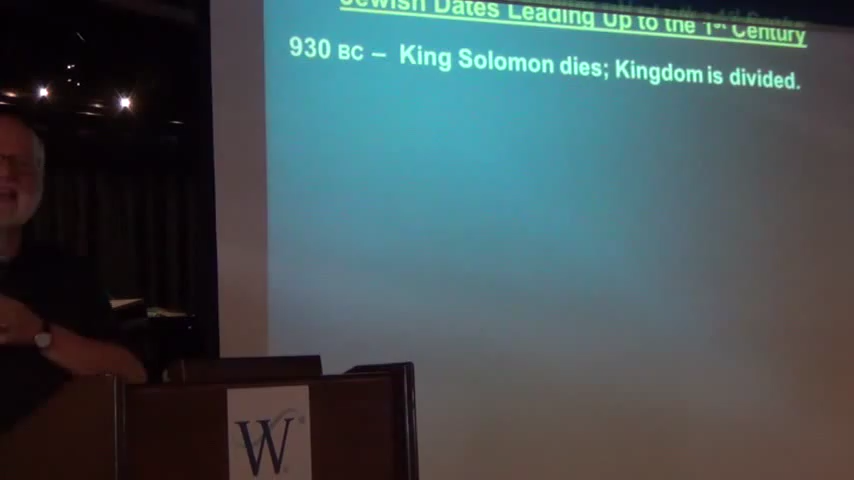 Jewish Dates Leading Up to the 1st Century
930 BC – King Solomon dies; Kingdom is divided.
W